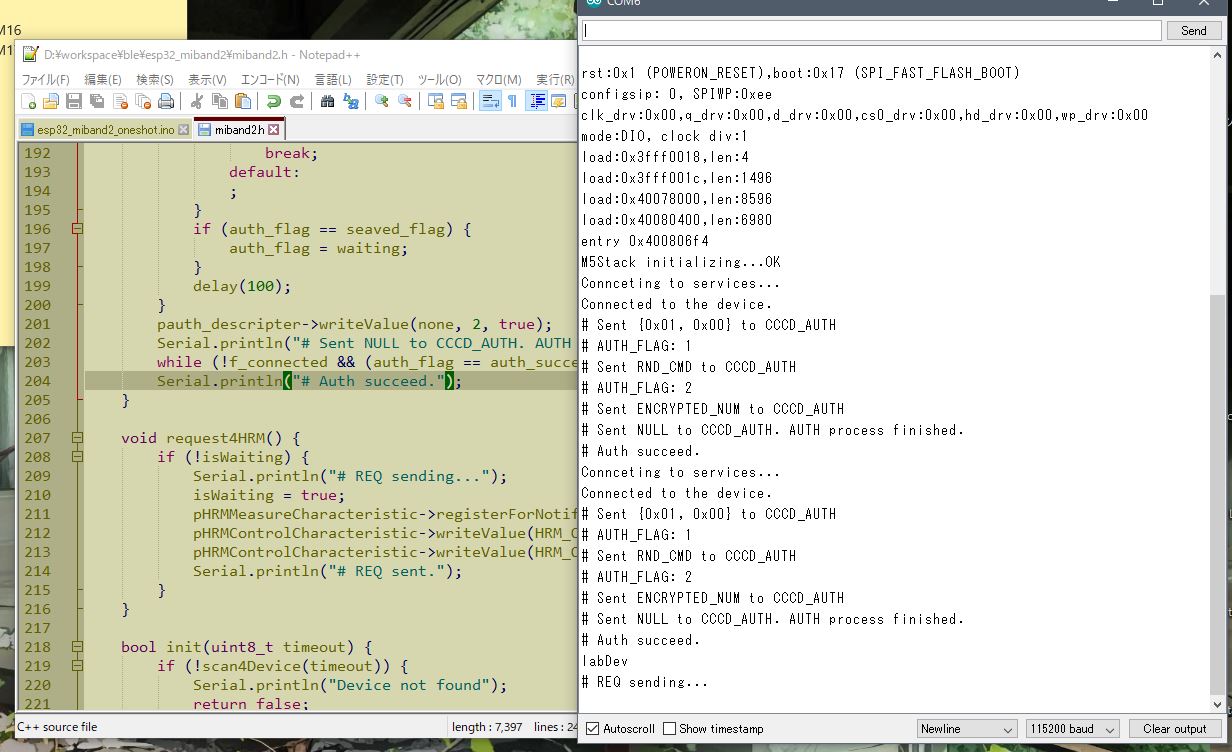 M16
M1
D:¥workspace¥ble¥esp32_miband2¥miband2.h - Notepad++
ファイル(F) 編集(E) 検索(S) 表示(V) エンコード(N) 言語(L) 設定(T) ツール(O) マクロ(M) 実行(R)
esp32_miband2_oneshot.ino miband2.h
192 break;
193 default:
194 ;
195 }
196 if (auth_flag == seaved_flag) {
197 auth_flag = waiting;
198 }
199 delay(100);
200 }
201 pauth_descripter->writeValue(none, 2, true);
202 Serial.println("# Sent NULL to CCCD_AUTH. AUTH
203 while (!f_connected && (auth_flag == auth_succe
204 Serial.println("# Auth succeed.");
205 }
206
207 void request4HRM() {
208 if (!isWaiting) {
209 Serial.println("# REQ sending...");
210 isWaiting = true;
211 pHRMMeasureCharacteristic->registerForNotif
212 pHRMControlCharacteristic->writeValue(HRM_C
213 pHRMControlCharacteristic->writeValue(HRM_C
214 Serial.println("# REQ sent.");
215 }
216 }
217
218 bool init(uint8_t timeout) {
219 if (!scan4Device(timeout)) {
220 Serial.println("Device not found");
221 return false;
C++ source file length : 7,397 lines : 24
COM6
Send
rst:0x1 (POWERON_RESET),boot:0x17 (SPI_FAST_FLASH_BOOT)
configsip: 0, SPIWP:0xee
clk_drv:0x00,q_drv:0x00,d_drv:0x00,cs0_drv:0x00,hd_drv:0x00,wp_drv:0x00
mode:DIO, clock div:1
load:0x3fff0018,len:4
load:0x3fff001c,len:1496
load:0x40078000,len:8596
load:0x40080400,len:6980
entry 0x400806f4
M5Stack initializing...OK
Connceting to services...
Connected to the device.
# Sent {0x01, 0x00} to CCCD_AUTH
# AUTH_FLAG: 1
# Sent RND_CMD to CCCD_AUTH
# AUTH_FLAG: 2
# Sent ENCRYPTED_NUM to CCCD_AUTH
# Sent NULL to CCCD_AUTH. AUTH process finished.
# Auth succeed.
Connceting to services...
Connected to the device.
# Sent {0x01, 0x00} to CCCD_AUTH
# AUTH_FLAG: 1
# Sent RND_CMD to CCCD_AUTH
# AUTH_FLAG: 2
# Sent ENCRYPTED_NUM to CCCD_AUTH
# Sent NULL to CCCD_AUTH. AUTH process finished.
# Auth succeed.
labDev
# REQ sending...
Autoscroll Show timestamp Newline 115200 baud Clear output